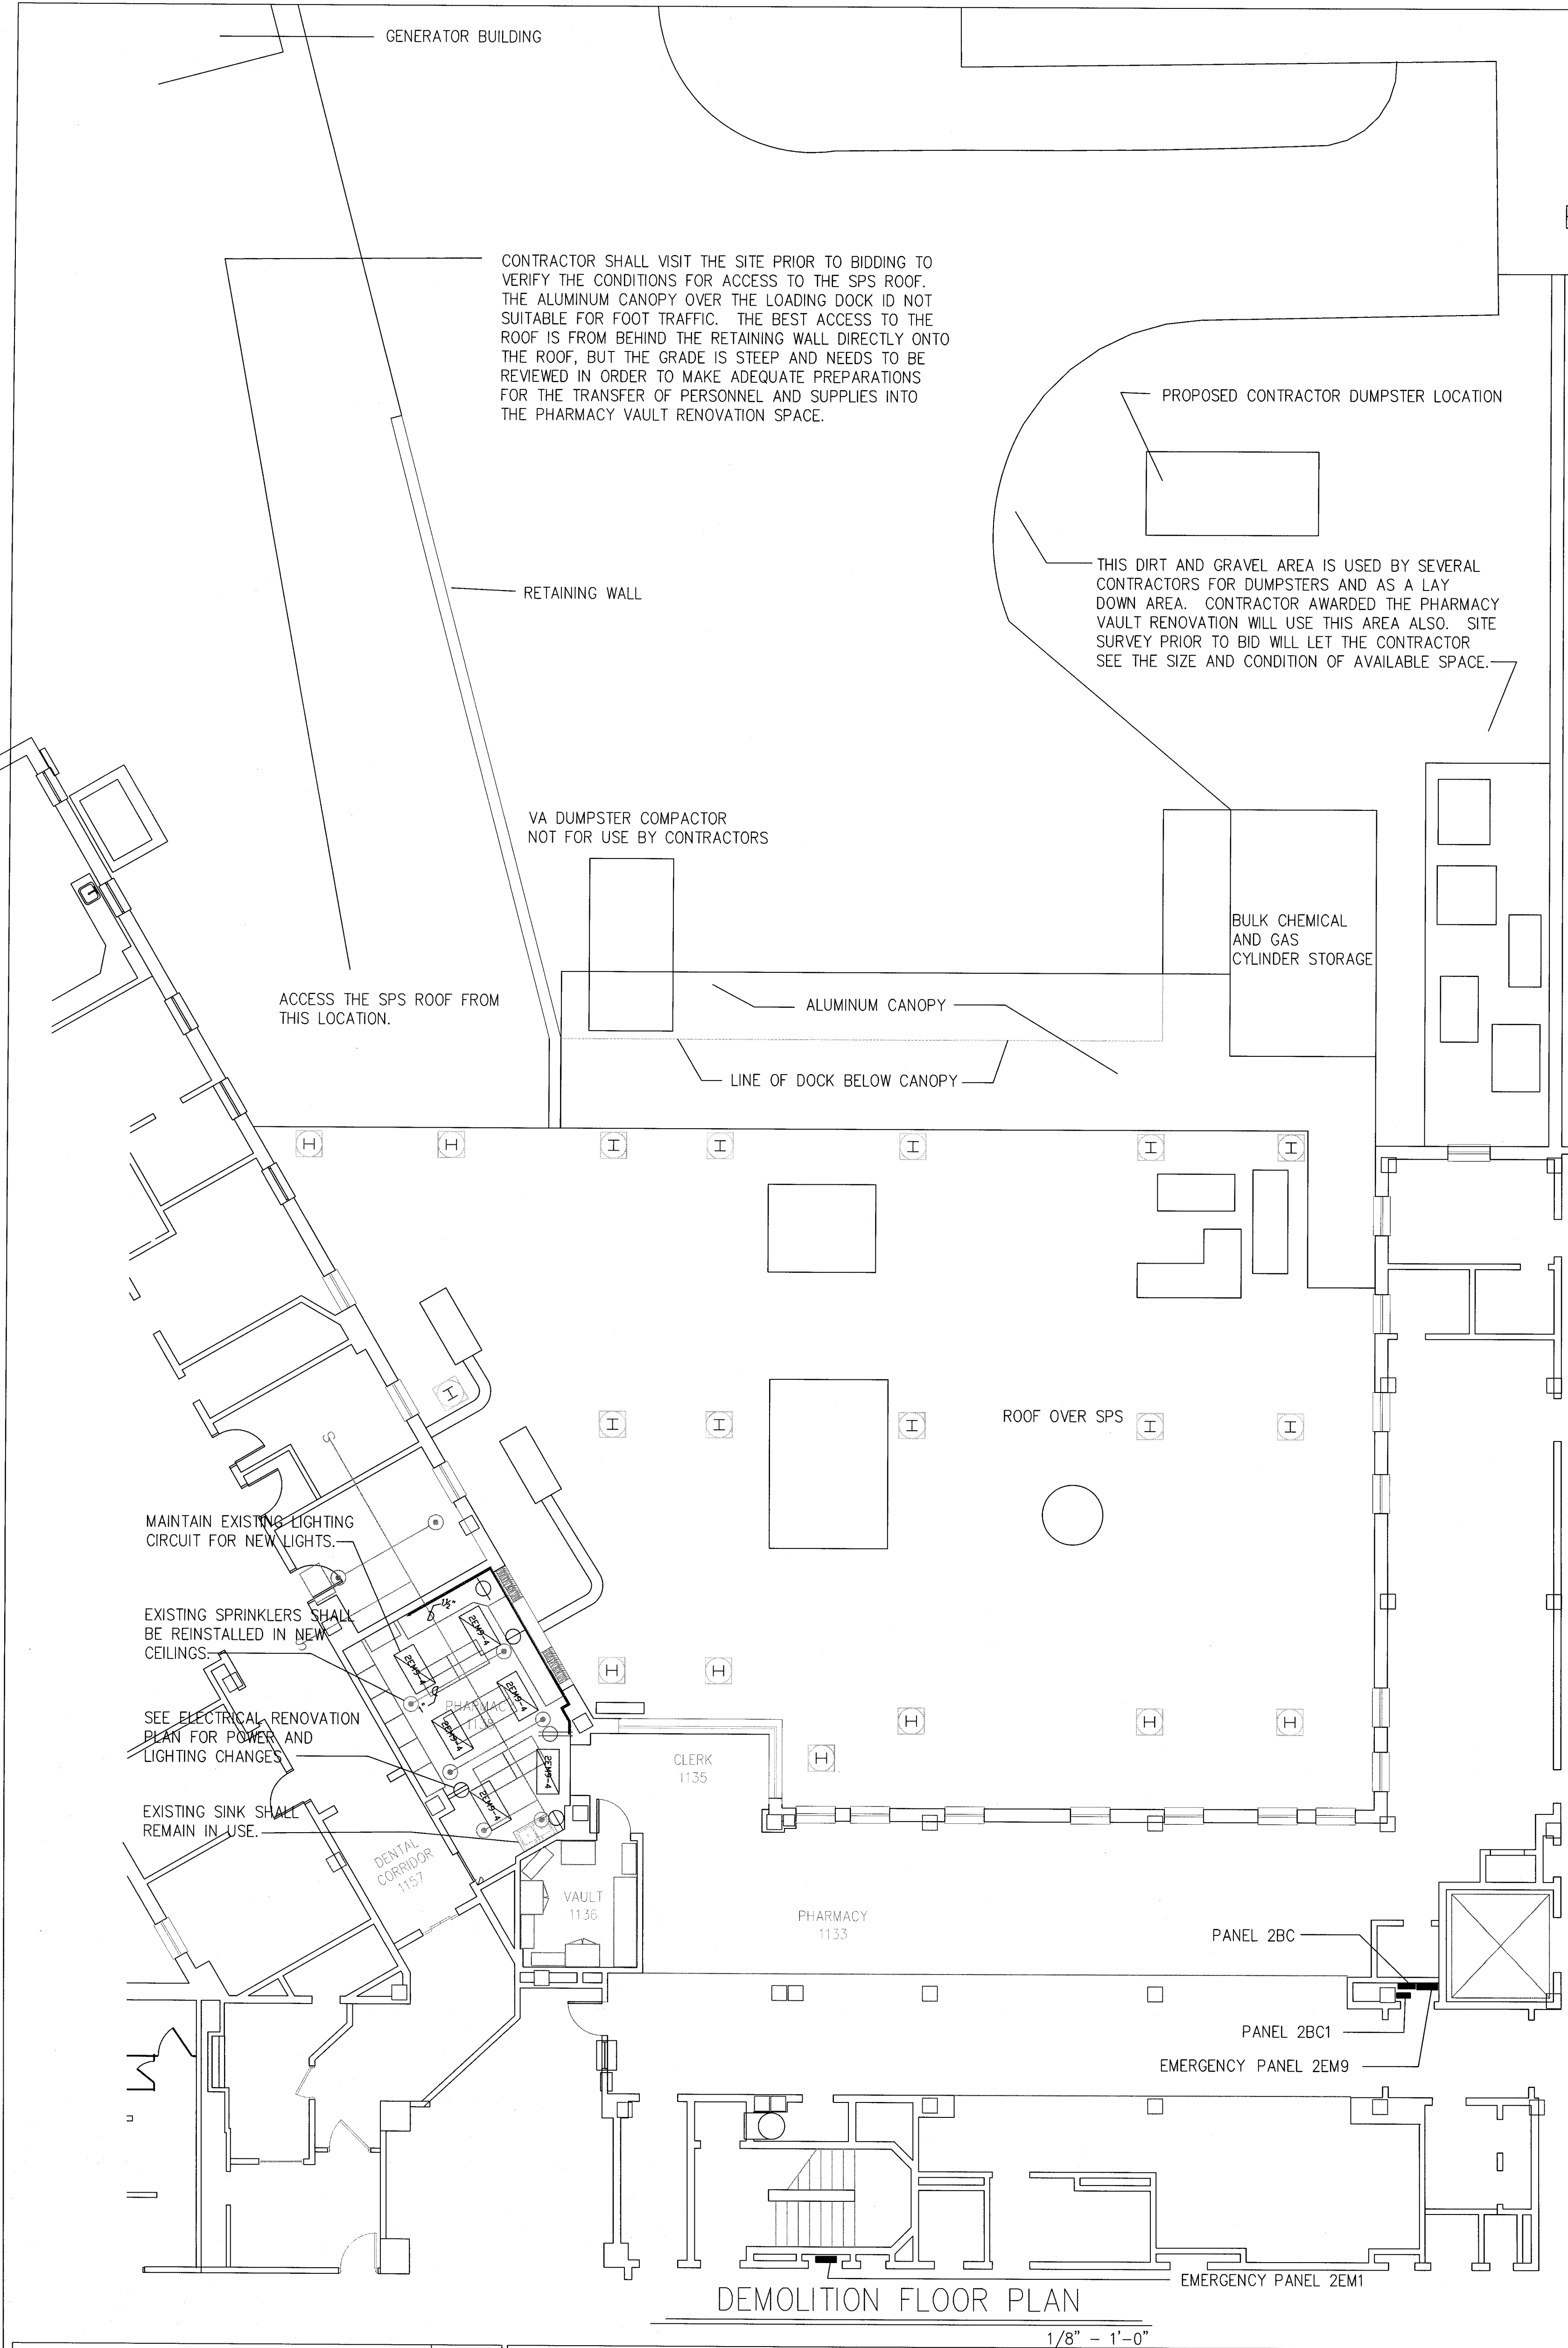 GENERATOR BUILDING
CONTRACTOR SHALL VISIT THE SITE PRIOR TO BIDDING TO
VERIFY THE CONDITIONS FOR ACCESS TO THE SPS ROOF.
THE ALUMINUM CANOPY OVER THE LOADING DOCK ID NOT
SUITABLE FOR FOOT TRAFFIC. THE BEST ACCESS TO THE
ROOF IS FROM BEHIND THE RETAINING WALL DIRECTLY ONTO
THE ROOF, BUT THE GRADE IS STEEP AND NEEDS TO BE
REVIEWED IN ORDER TO MAKE ADEQUATE PREPARATIONS
FOR THE TRANSFER OF PERSONNEL AND SUPPLIES INTO
THE PHARMACY VAULT RENOVATION SPACE.
PROPOSED CONTRACTOR DUMPSTER LOCATION
RETAINING WALL
THIS DIRT AND GRAVEL AREA IS USED BY SEVERAL
CONTRACTORS FOR DUMPSTERS AND AS A LAY
DOWN AREA. CONTRACTOR AWARDED THE PHARMACY
VAULT RENOVATION WILL USE THIS AREA ALSO. SITE
SURVEY PRIOR TO BID WILL LET THE CONTRACTOR
SEE THE SIZE AND CONDITION OF AVAILABLE SPACE.
VA DUMPSTER COMPACTOR
NOT FOR USE BY CONTRACTORS
BULK CHEMICAL
AND GAS
CYLINDER STORAGE
ACCESS THE SPS ROOF FROM
THIS LOCATION.
ALUMINUM CANOPY
LINE OF DOCK BELOW CANOPY
ROOF OVER SPS
S
MAINTAIN EXISTING LIGHTING
CIRCUIT FOR NEW LIGHTS.
EXISTING SPRINKLERS SHALL
BE REINSTALLED IN NEW
CEILINGS.
1½"
2EM9-4
2EM9-4
2EM9-4
2EM9-4
2EM9-4
2EM9-4
1"
PHARMACY
SEE ELECTRICAL RENOVATION
PLAN FOR POWER AND
LIGHTING CHANGES
EXISTING SINK SHALL
REMAIN IN USE.
CLERK
1135
DENTAL
CORRIDOR
1157
VAULT
1136
PHARMACY
1133
PANEL 2BC
PANEL 2BC1
EMERGENCY PANEL 2EM9
EMERGENCY PANEL 2EM1
DEMOLITION FLOOR PLAN
1/8" - 1'-0"